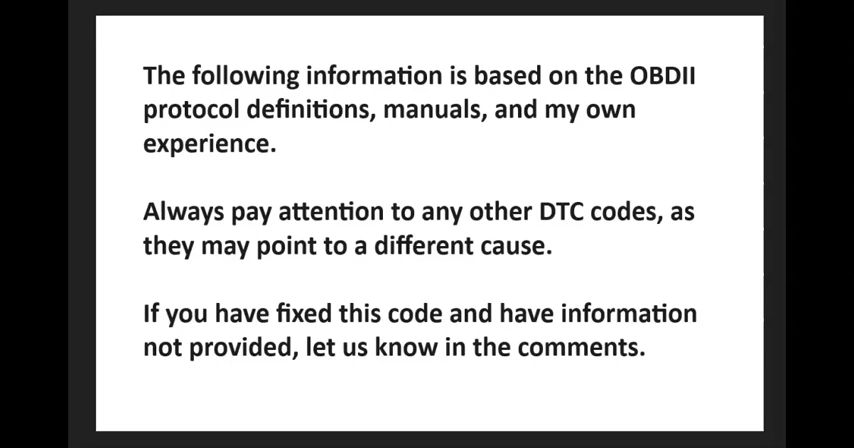 The following information is based on the OBDII
protocol definitions, manuals, and my own
experience.
Always pay attention to any other DTC codes, as
they may point to a different cause.
If you have fixed this code and have information
not provided, let us know in the comments.